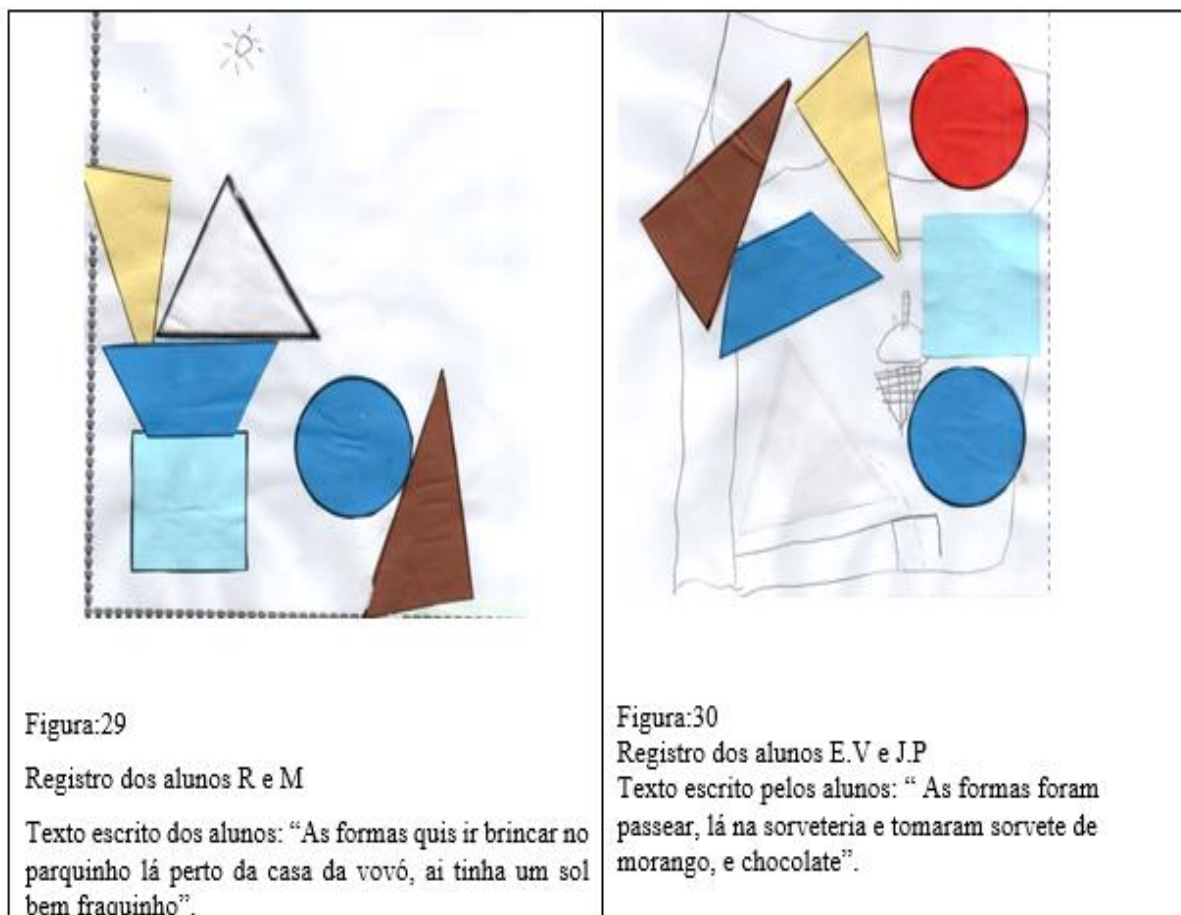 Figura:29
Registro dos alunos R e M
Texto escrito dos alunos: “As formas quis ir brincar no
parquinho lá perto da casa da vovó, ai tinha um sol
bem fraquinho”.
Figura:30
Registro dos alunos E.V e J.P
Texto escrito pelos alunos: “ As formas foram
passear, lá na sorveteria e tomaram sorvete de
morango, e chocolate”.